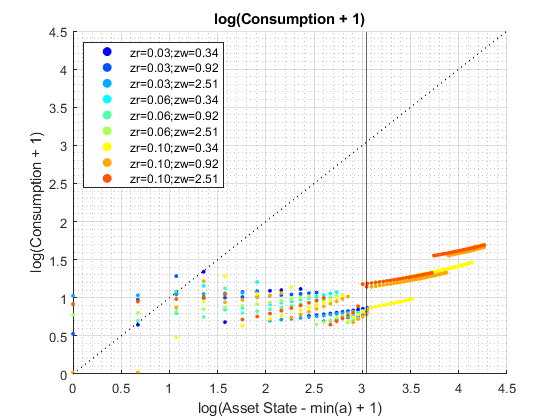 log(Consumption + 1)
4.5
4
3.5
3
2.5
2
1.5
1
0.5
0
log(Consumption + 1)
zr=0.03;zw=0.34
zr=0.03;zw=0.92
zr=0.03;zw=2.51
zr=0.06;zw=0.34
zr=0.06;zw=0.92
zr=0.06;zw=2.51
zr=0.10;zw=0.34
zr=0.10;zw=0.92
zr=0.10;zw=2.51
0 0.5 1 1.5 2 2.5 3 3.5 4 4.5
log(Asset State - min(a) + 1)